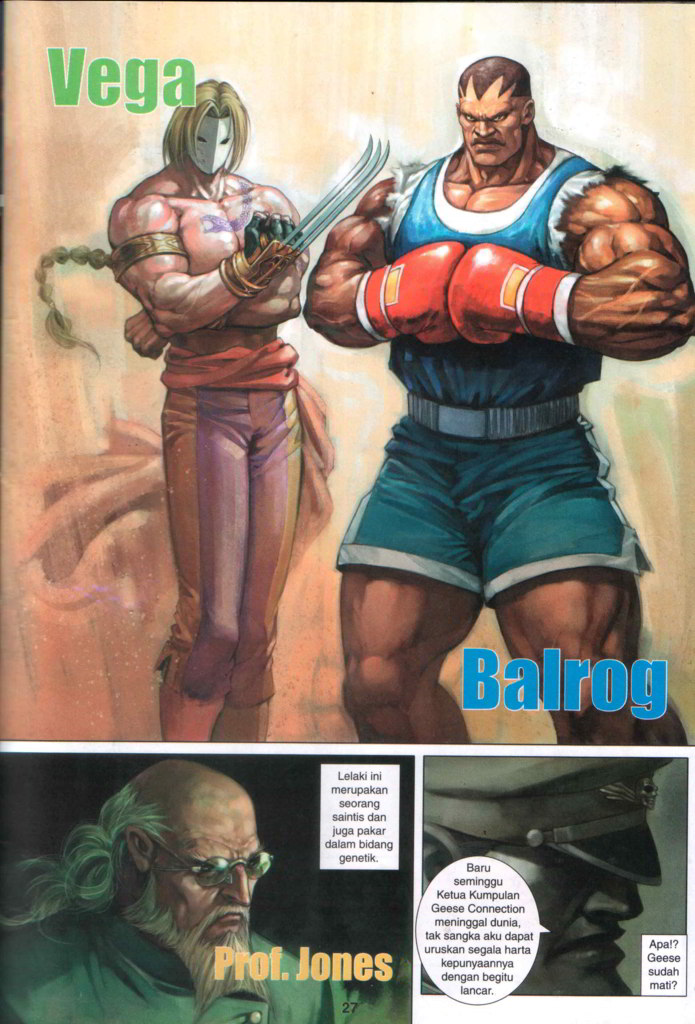 Vega
Balrog
Lelaki ini
merupakan
seorang
saintis dan
juga pakar
dalam bidang
genetik.
Prof. Jones
Baru
seminggu
Ketua Kumpulan
Geese Connection
meninggal dunia,
tak sangka aku dapat
uruskan segala harta
kepunyaannya
dengan begitu
lancar.
Apa!?
Geese
sudah
mati?
27